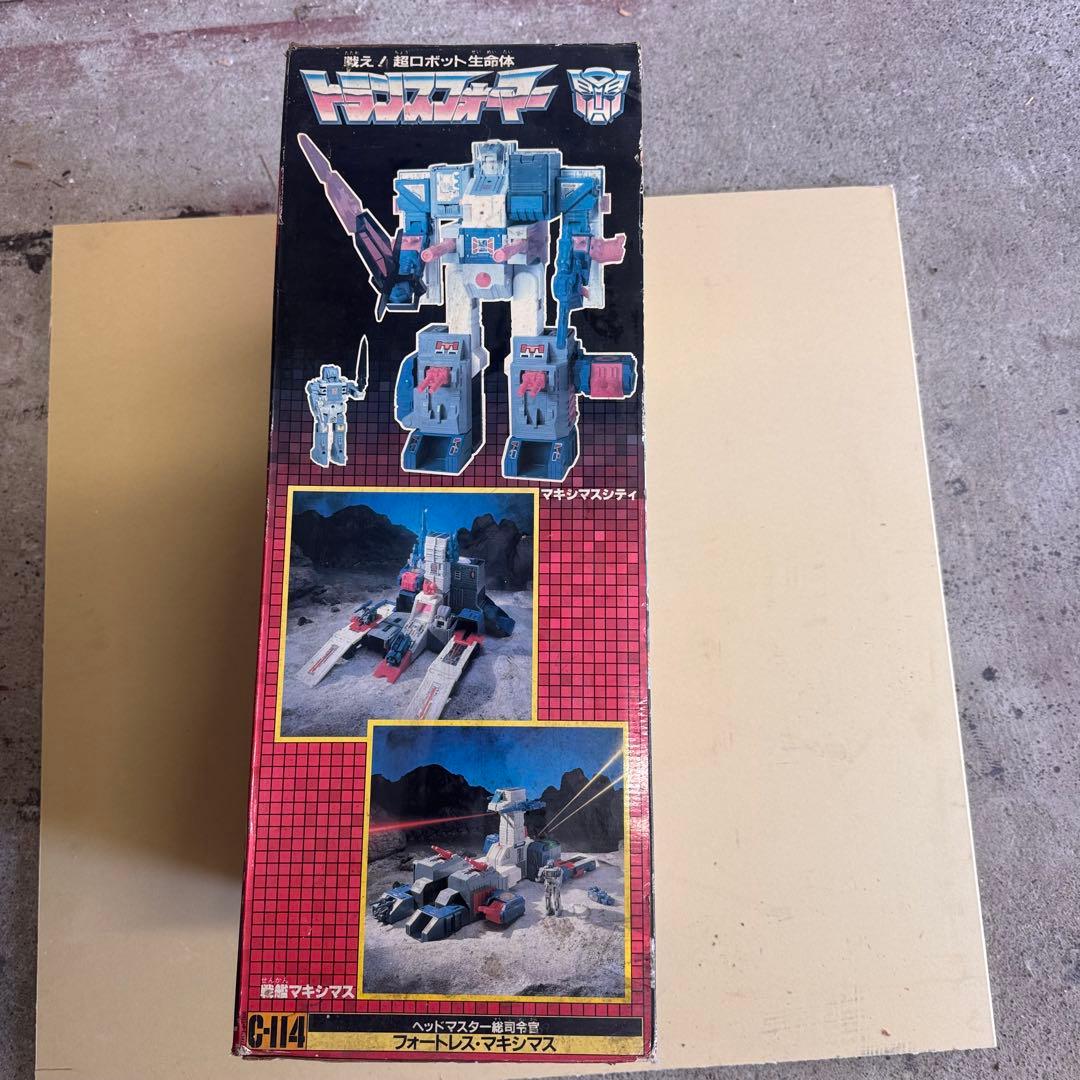 戦え!超ロボット生命体
トランスフォーマー
マキシマスシティ
戦艦マキシマス
C-114
ヘッドマスター総司令官
フォートレス・マキシマス